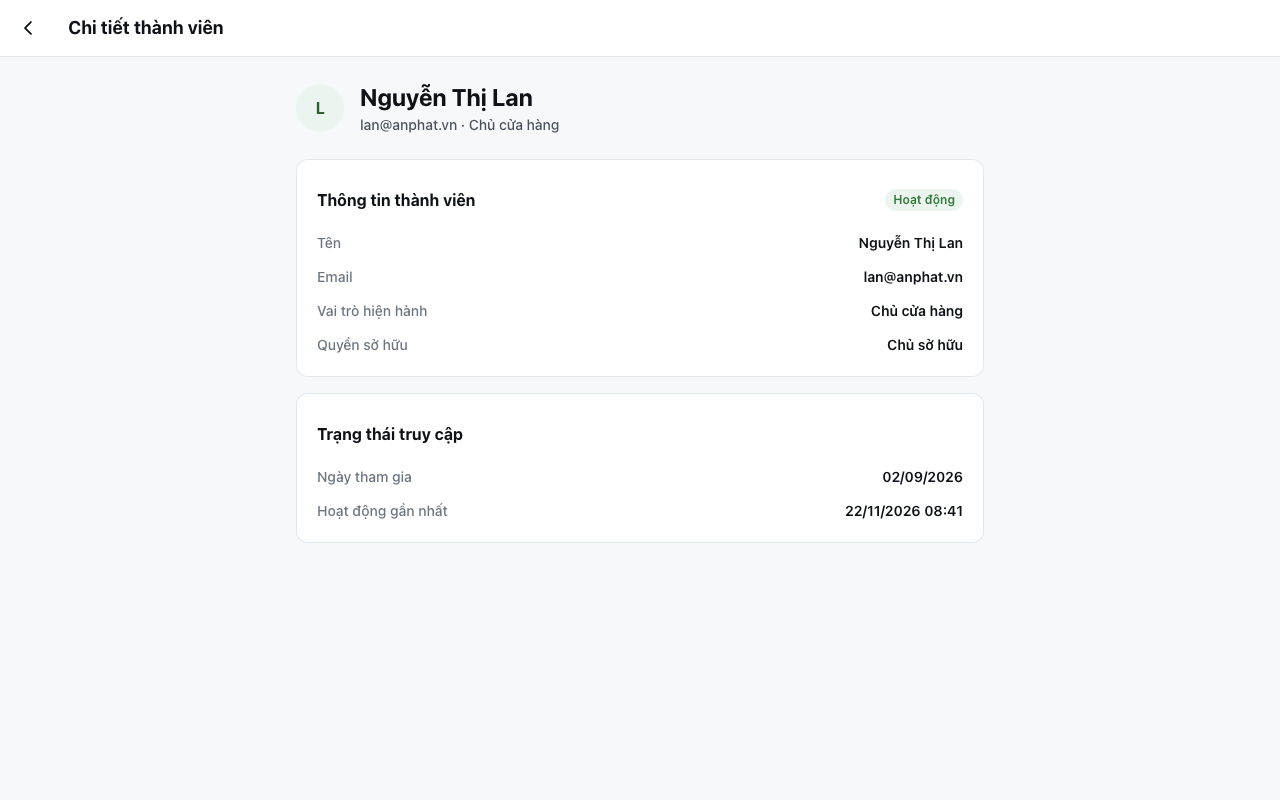 Chi tiết thành viên
L
Nguyễn Thị Lan
lan@anphat.vn · Chủ cửa hàng
Thông tin thành viên Hoạt động
Tên Nguyễn Thị Lan
Email lan@anphat.vn
Vai trò hiện hành Chủ cửa hàng
Quyền sở hữu Chủ sở hữu
Trạng thái truy cập
Ngày tham gia 02/09/2026
Hoạt động gần nhất 22/11/2026 08:41